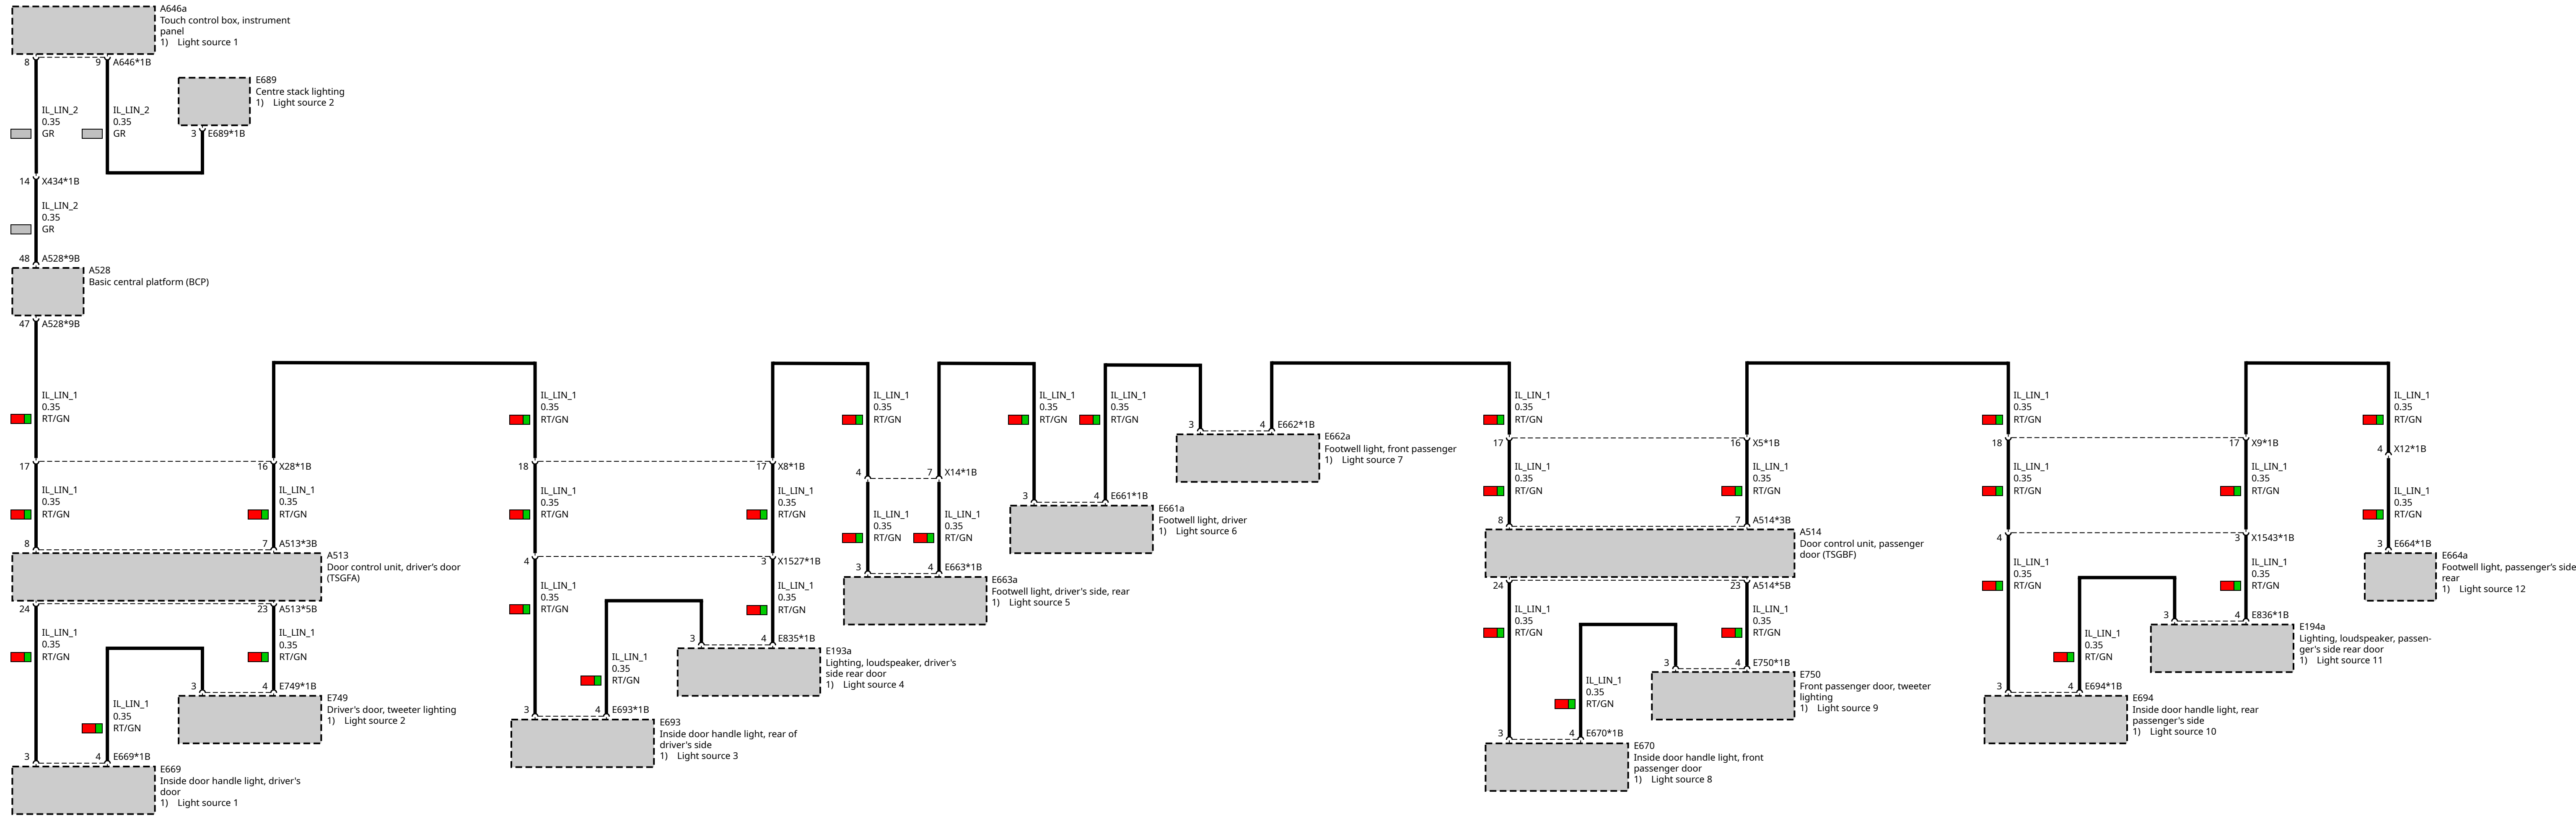 A646a
Touch control box, instrument
panel
1) Light source 1
8
9 A646*1B
E689
Centre stack lighting
1) Light source 2
IL_LIN_2
0.35
GR
IL_LIN_2
0.35
GR
3 E689*1B
14 X434*1B
IL_LIN_2
0.35
GR
48 A528*9B
A528
Basic central platform (BCP)
47 A528*9B
IL_LIN_1
0.35
RT/GN
17
16 X28*1B
IL_LIN_1
0.35
RT/GN
IL_LIN_1
0.35
RT/GN
8
7 A513*3B
A513
Door control unit, driver's door
(TSGFA)
24
23 A513*5B
IL_LIN_1
0.35
RT/GN
IL_LIN_1
0.35
RT/GN
3
4 E749*1B
E749
Driver's door, tweeter lighting
1) Light source 2
IL_LIN_1
0.35
RT/GN
3
4 E669*1B
E669
Inside door handle light, driver's
door
1) Light source 1
IL_LIN_1
0.35
RT/GN
18
17 X8*1B
IL_LIN_1
0.35
RT/GN
IL_LIN_1
0.35
RT/GN
4
3 X1527*1B
IL_LIN_1
0.35
RT/GN
IL_LIN_1
0.35
RT/GN
3
4 E835*1B
E193a
Lighting, loudspeaker, driver's
side rear door
1) Light source 4
IL_LIN_1
0.35
RT/GN
3
4 E693*1B
E693
Inside door handle light, rear of
driver's side
1) Light source 3
IL_LIN_1
0.35
RT/GN
4
7 X14*1B
IL_LIN_1
0.35
RT/GN
IL_LIN_1
0.35
RT/GN
3
4 E663*1B
E663a
Footwell light, driver's side, rear
1) Light source 5
IL_LIN_1
0.35
RT/GN
IL_LIN_1
0.35
RT/GN
3
4 E661*1B
E661a
Footwell light, driver
1) Light source 6
3
4 E662*1B
E662a
Footwell light, front passenger
1) Light source 7
IL_LIN_1
0.35
RT/GN
17
16 X5*1B
IL_LIN_1
0.35
RT/GN
IL_LIN_1
0.35
RT/GN
8
7 A514*3B
A514
Door control unit, passenger
door (TSGBF)
24
23 A514*5B
IL_LIN_1
0.35
RT/GN
IL_LIN_1
0.35
RT/GN
3
4 E750*1B
E750
Front passenger door, tweeter
lighting
1) Light source 9
IL_LIN_1
0.35
RT/GN
3
4 E670*1B
E670
Inside door handle light, front
passenger door
1) Light source 8
IL_LIN_1
0.35
RT/GN
18
17 X9*1B
IL_LIN_1
0.35
RT/GN
IL_LIN_1
0.35
RT/GN
4
3 X1543*1B
IL_LIN_1
0.35
RT/GN
IL_LIN_1
0.35
RT/GN
3
4 E836*1B
E194a
Lighting, loudspeaker, passen-
ger's side rear door
1) Light source 11
IL_LIN_1
0.35
RT/GN
3
4 E694*1B
E694
Inside door handle light, rear
passenger's side
1) Light source 10
IL_LIN_1
0.35
RT/GN
4 X12*1B
IL_LIN_1
0.35
RT/GN
3 E664*1B
E664a
Footwell light, passenger's side
rear
1) Light source 12